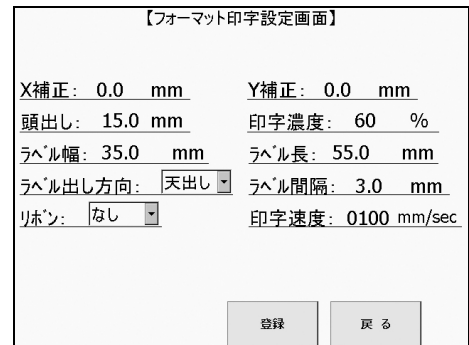 【フォーマット印字設定画面】
X補正: 0.0 mm Y補正: 0.0 mm
頭出し: 15.0 mm 印字濃度: 60 %
ﾗﾍﾞﾙ幅: 35.0 mm ﾗﾍﾞﾙ長: 55.0 mm
ﾗﾍﾞﾙ出し方向: 天出し ﾗﾍﾞﾙ間隔: 3.0 mm
ﾘﾎﾞﾝ: なし 印字速度: 0100 mm/sec
登録 戻る